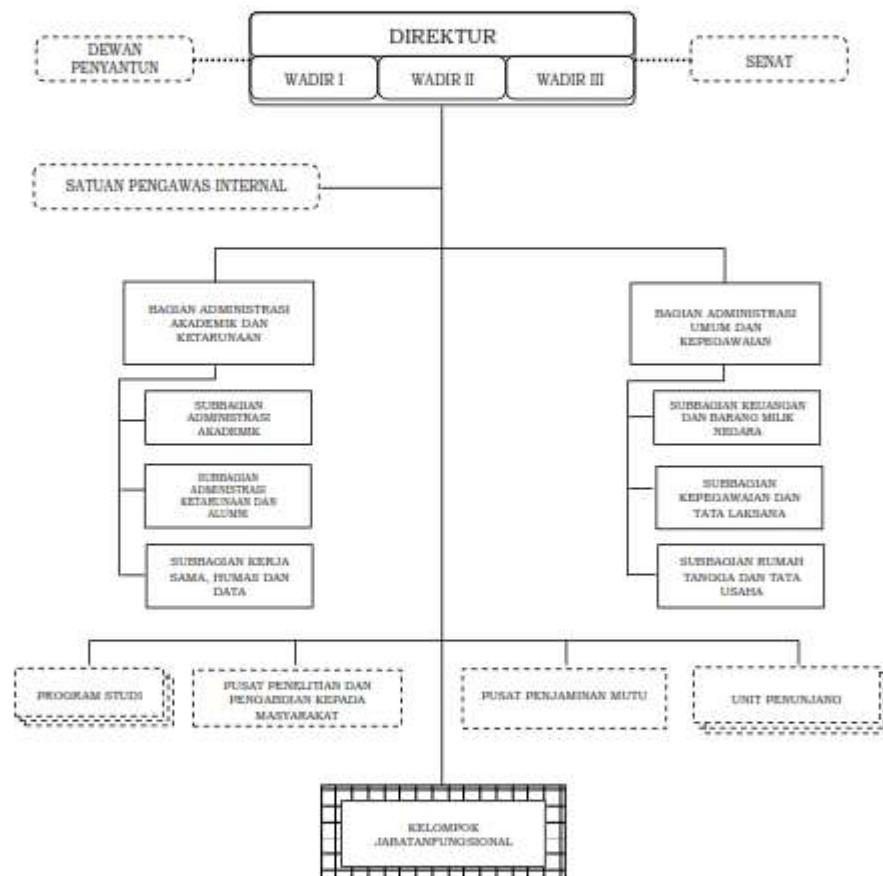 DIREKTUR
DEWAN
PENYANTUN
WADIR I
WADIR II
WADIR III
SENAT
SATUAN PENGAWAS INTERNAL
BAGIAN ADMINISTRASI
AKADEMIK DAN
KETARUNAAN
BAGIAN ADMINISTRASI
UMUM DAN
KEPEGAWAIAN
SUBBAGIAN
ADMINISTRASI
AKADEMIK
SUBBAGIAN KEUANGAN
DAN BARANG MILIK
NEGARA
SUBBAGIAN
ADMINISTRASI
KETARUNAAN DAN
ALUMNI
SUBBAGIAN
KEPEGAWAIAN DAN
TATA LAKSANA
SUBBAGIAN KERJA
SAMA, HUMAS DAN
DATA
SUBBAGIAN RUMAH
TANGGA DAN TATA
USAHA
PROGRAM STUDI
PUSAT PENELITIAN DAN
PENGABDIAN KEPADA
MASYARAKAT
PUSAT PENJAMINAN MUTU
UNIT PENUNJANG
KELOMPOK
JABATANFUNGSIONAL